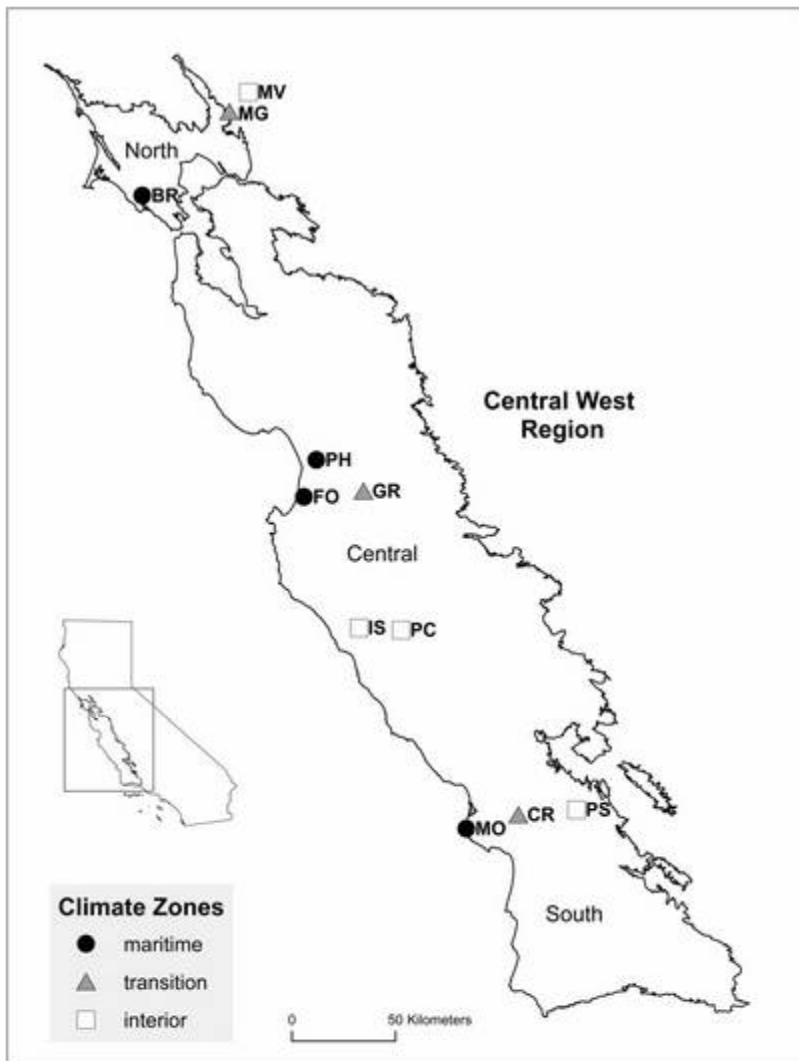 MV
MG
North
BR
Central West
Region
PH
FO
GR
Central
IS
PC
PS
CR
MO
South
Climate Zones
maritime
transition
interior
0
50 Kilometers